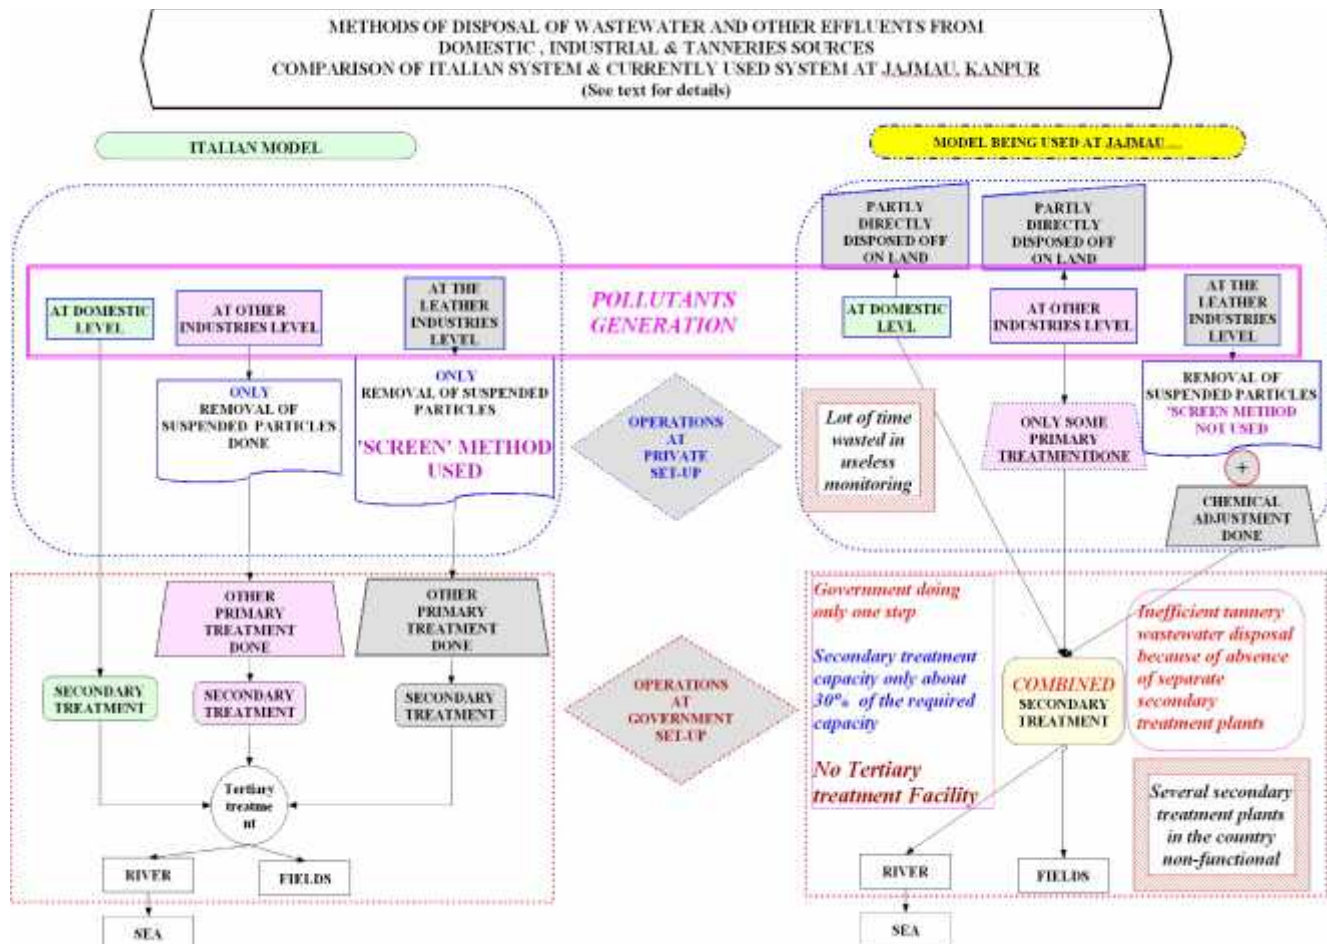 METHODS OF DISPOSAL OF WASTEWATER AND OTHER EFFLUENTS FROM
DOMESTIC , INDUSTRIAL & TANNERIES SOURCES
COMPARISON OF ITALIAN SYSTEM & CURRENTLY USED SYSTEM AT JAJMAU, KANPUR
(See text for details)
ITALIAN MODEL
MODEL BEING USED AT JAJMAU....
PARTLY
DIRECTLY
DISPOSED OFF
ON LAND
PARTLY
DIRECTLY
DISPOSED OFF
ON LAND
AT DOMESTIC
LEVEL
AT OTHER
INDUSTRIES LEVEL
AT THE
LEATHER
INDUSTRIES
LEVEL
POLLUTANTS
GENERATION
AT DOMESTIC
LEVL
AT OTHER
INDUSTRIES LEVEL
AT THE
LEATHER
INDUSTRIES
LEVEL
ONLY
REMOVAL OF
SUSPENDED PARTICLES
DONE
ONLY
REMOVAL OF SUSPENDED
PARTICLES
'SCREEN' METHOD
USED
OPERATIONS
AT
PRIVATE
SET-UP
Lot of time
wasted in
useless
monitoring
ONLY SOME
PRIMARY
TREATMENTDONE
REMOVAL OF
SUSPENDED PARTICLES
'SCREEN METHOD
NOT USED
+
CHEMICAL
ADJUSTMENT
DONE
OTHER
PRIMARY
TREATMENT
DONE
OTHER
PRIMARY
TREATMENT
DONE
SECONDARY
TREATMENT
SECONDARY
TREATMENT
SECONDARY
TREATMENT
OPERATIONS
AT
GOVERNMENT
SET-UP
Government doing
only one step
Secondary treatment
capacity only about
30% of the required
capacity
No Tertiary
treatment Facility
COMBINED
SECONDARY
TREATMENT
Inefficient tannery
wastewater disposal
because of absence
of separate
secondary
treatment plants
Several secondary
treatment plants
in the country
non-functional
Tertiary
treatme
nt
RIVER
FIELDS
SEA
RIVER
FIELDS
SEA